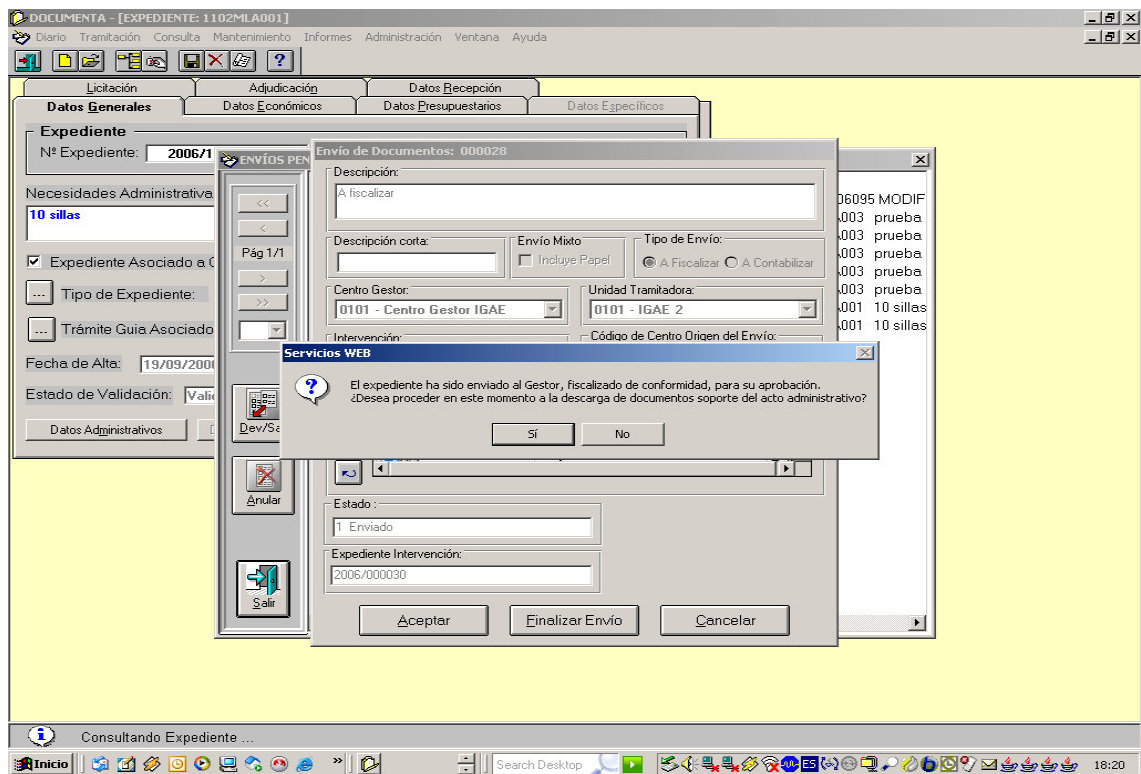 DOCUMENTA - [EXPEDIENTE: 1102MLA001]
Diario Tramitación Consulta Mantenimiento Informes Administración Ventana Ayuda
Licitación Adjudicación Datos Recepción
Datos Generales Datos Económicos Datos Presupuestarios Datos Específicos
Expediente
Nº Expediente: 2006/1
Necesidades Administrativa
10 sillas
Expediente Asociado a
... Tipo de Expediente:
... Trámite Guia Asociado
Fecha de Alta: 19/09/200
Estado de Validación: Vali
Datos Administrativos
ENVÍOS PEN
<<
<
Pág 1/1
>
>>
Dev/Sa
Anular
Salir
06095 MODIF
003 prueba
003 prueba
003 prueba
003 prueba
003 prueba
001 10 sillas
001 10 sillas
Envío de Documentos: 000028
Descripción:
A fiscalizar
Descripción corta:
Envío Mixto
Incluye Papel
Tipo de Envío:
A Fiscalizar A Contabilizar
Centro Gestor:
0101 - Centro Gestor IGAE
Unidad Tramitadora:
0101 - IGAE 2
Intervención:
Código de Centro Origen del Envío:
Servicios WEB
El expediente ha sido enviado al Gestor, fiscalizado de conformidad, para su aprobación.
¿Desea proceder en este momento a la descarga de documentos soporte del acto administrativo?
Sí No
Estado :
1 Enviado
Expediente Intervención:
2006/000030
Aceptar Finalizar Envío Cancelar
Consultando Expediente ...
Inicio » Search Desktop ES 18:20